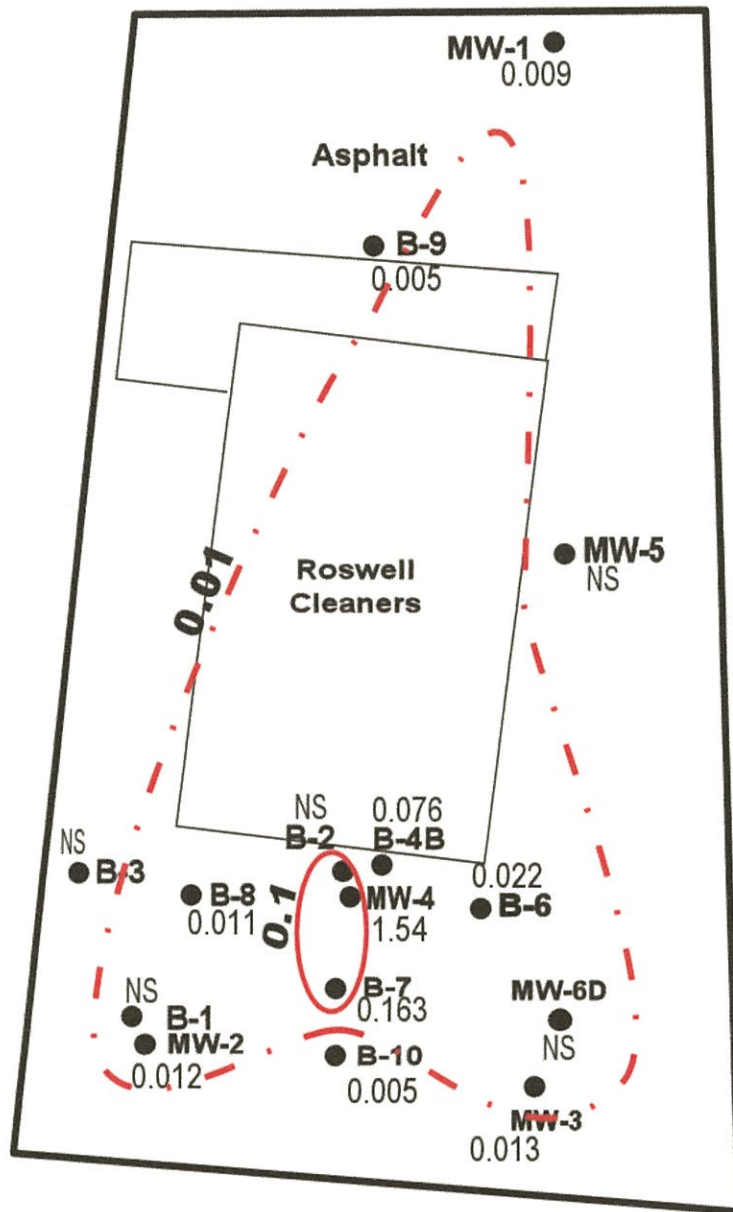 MW-1
0.009
Asphalt
B-9
0.005
0.01
Roswell
Cleaners
MW-5
NS
NS
B-2
0.076
B-4B
NS
B-3
B-8
0.011
0.1
MW-4
1.54
0.022
B-6
B-7
0.163
NS
B-1
MW-2
0.012
B-10
0.005
MW-6D
NS
MW-3
0.013